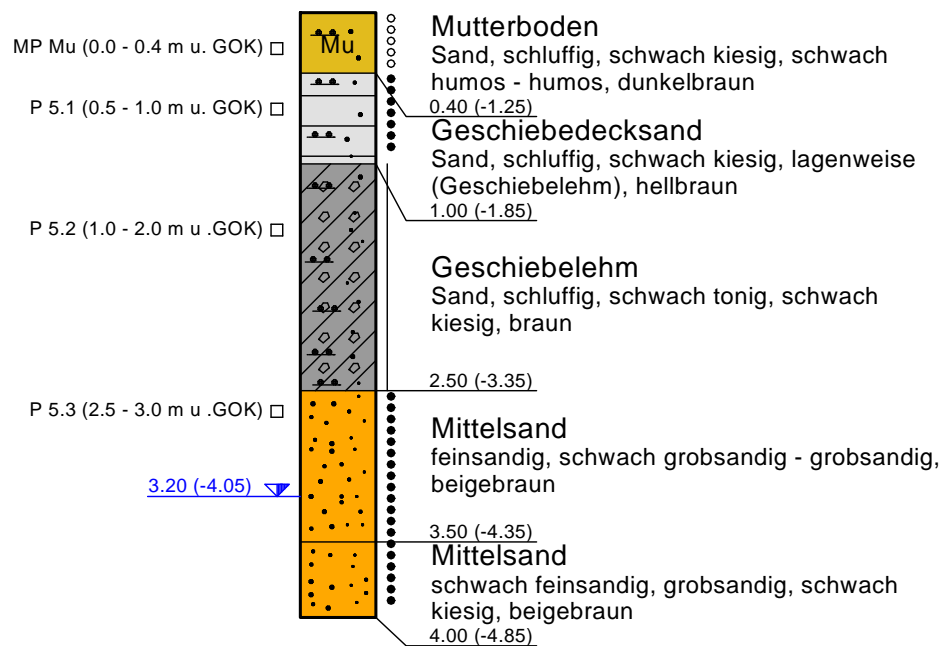 Mutterboden
MP Mu (0.0 - 0.4 m u. GOK)
Mu
Sand, schluffig, schwach kiesig, schwach
humos - humos, dunkelbraun
0.40 (-1.25)
P 5.1 (0.5 - 1.0 m u. GOK)
Geschiebedecksand
Sand, schluffig, schwach kiesig, lagenweise
(Geschiebelehm), hellbraun
1.00 (-1.85)
P 5.2 (1.0 - 2.0 m u .GOK)
Geschiebelehm
Sand, schluffig, schwach tonig, schwach
kiesig, braun
2.50 (-3.35)
P 5.3 (2.5 - 3.0 m u .GOK)
Mittelsand
feinsandig, schwach grobsandig - grobsandig,
beigebraun
3.20 (-4.05)
3.50 (-4.35)
Mittelsand
schwach feinsandig, grobsandig, schwach
kiesig, beigebraun
4.00 (-4.85)